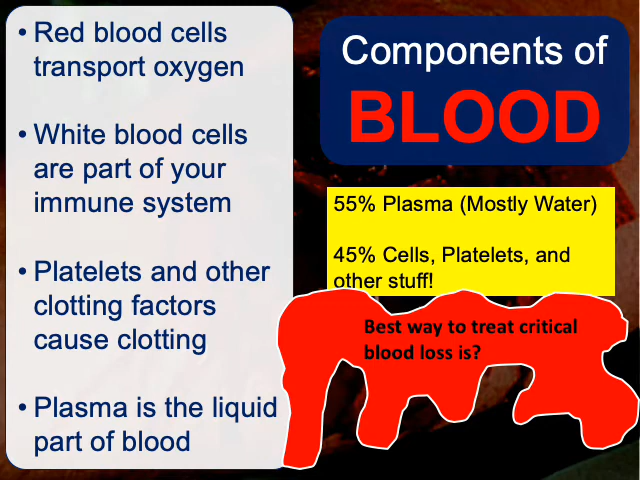 • Red blood cells
transport oxygen
• White blood cells
are part of your
immune system
• Platelets and other
clotting factors
cause clotting
• Plasma is the liquid
part of blood
Components of
BLOOD
55% Plasma (Mostly Water)
45% Cells, Platelets, and
other stuff!
Best way to treat critical
blood loss is?